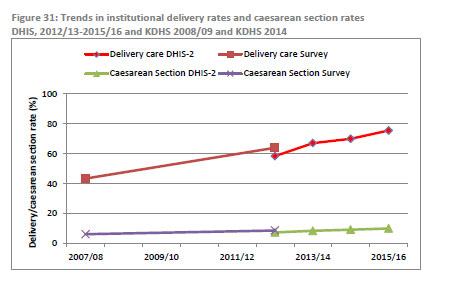 Figure 31: Trends in institutional delivery rates and caesarean section rates
DHIS, 2012/13-2015/16 and KDHS 2008/09 and KDHS 2014
Delivery care DHIS-2
Delivery care Survey
Caesarean Section DHIS-2
Caesarean Section Survey
Delivery/caesarean section rate (%)
100
80
60
40
20
0
2007/08 2009/10 2011/12 2013/14 2015/16